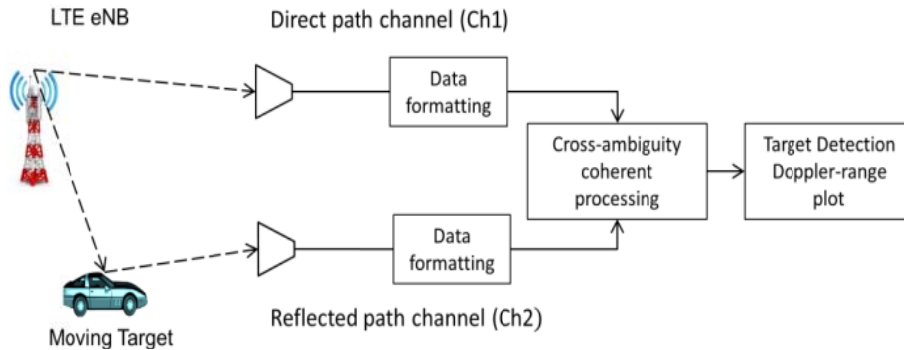 LTE eNB
Direct path channel (Ch1)
Data
formatting
Cross-ambiguity
coherent
processing
Target Detection
Doppler-range
plot
Data
formatting
Moving Target
Reflected path channel (Ch2)